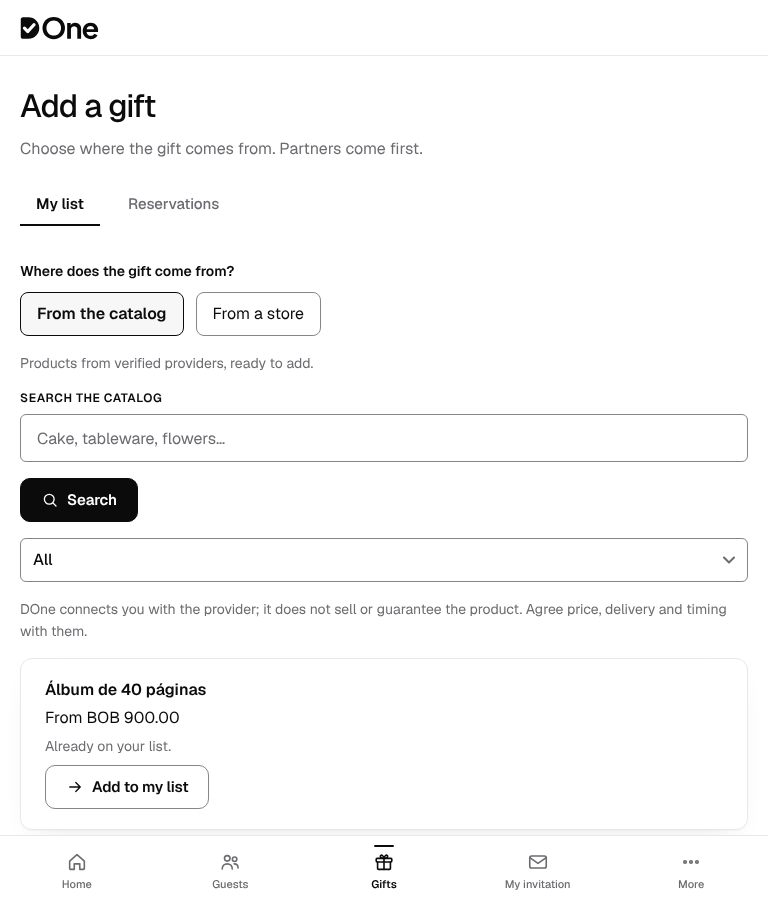 DOne
Add a gift
Choose where the gift comes from. Partners come first.
My list
Reservations
Where does the gift come from?
From the catalog
From a store
Products from verified providers, ready to add.
SEARCH THE CATALOG
Cake, tableware, flowers...
Search
All
DOne connects you with the provider; it does not sell or guarantee the product. Agree price, delivery and timing
with them.
Álbum de 40 páginas
From BOB 900.00
Already on your list.
Add to my list
Home
Guests
Gifts
My invitation
More